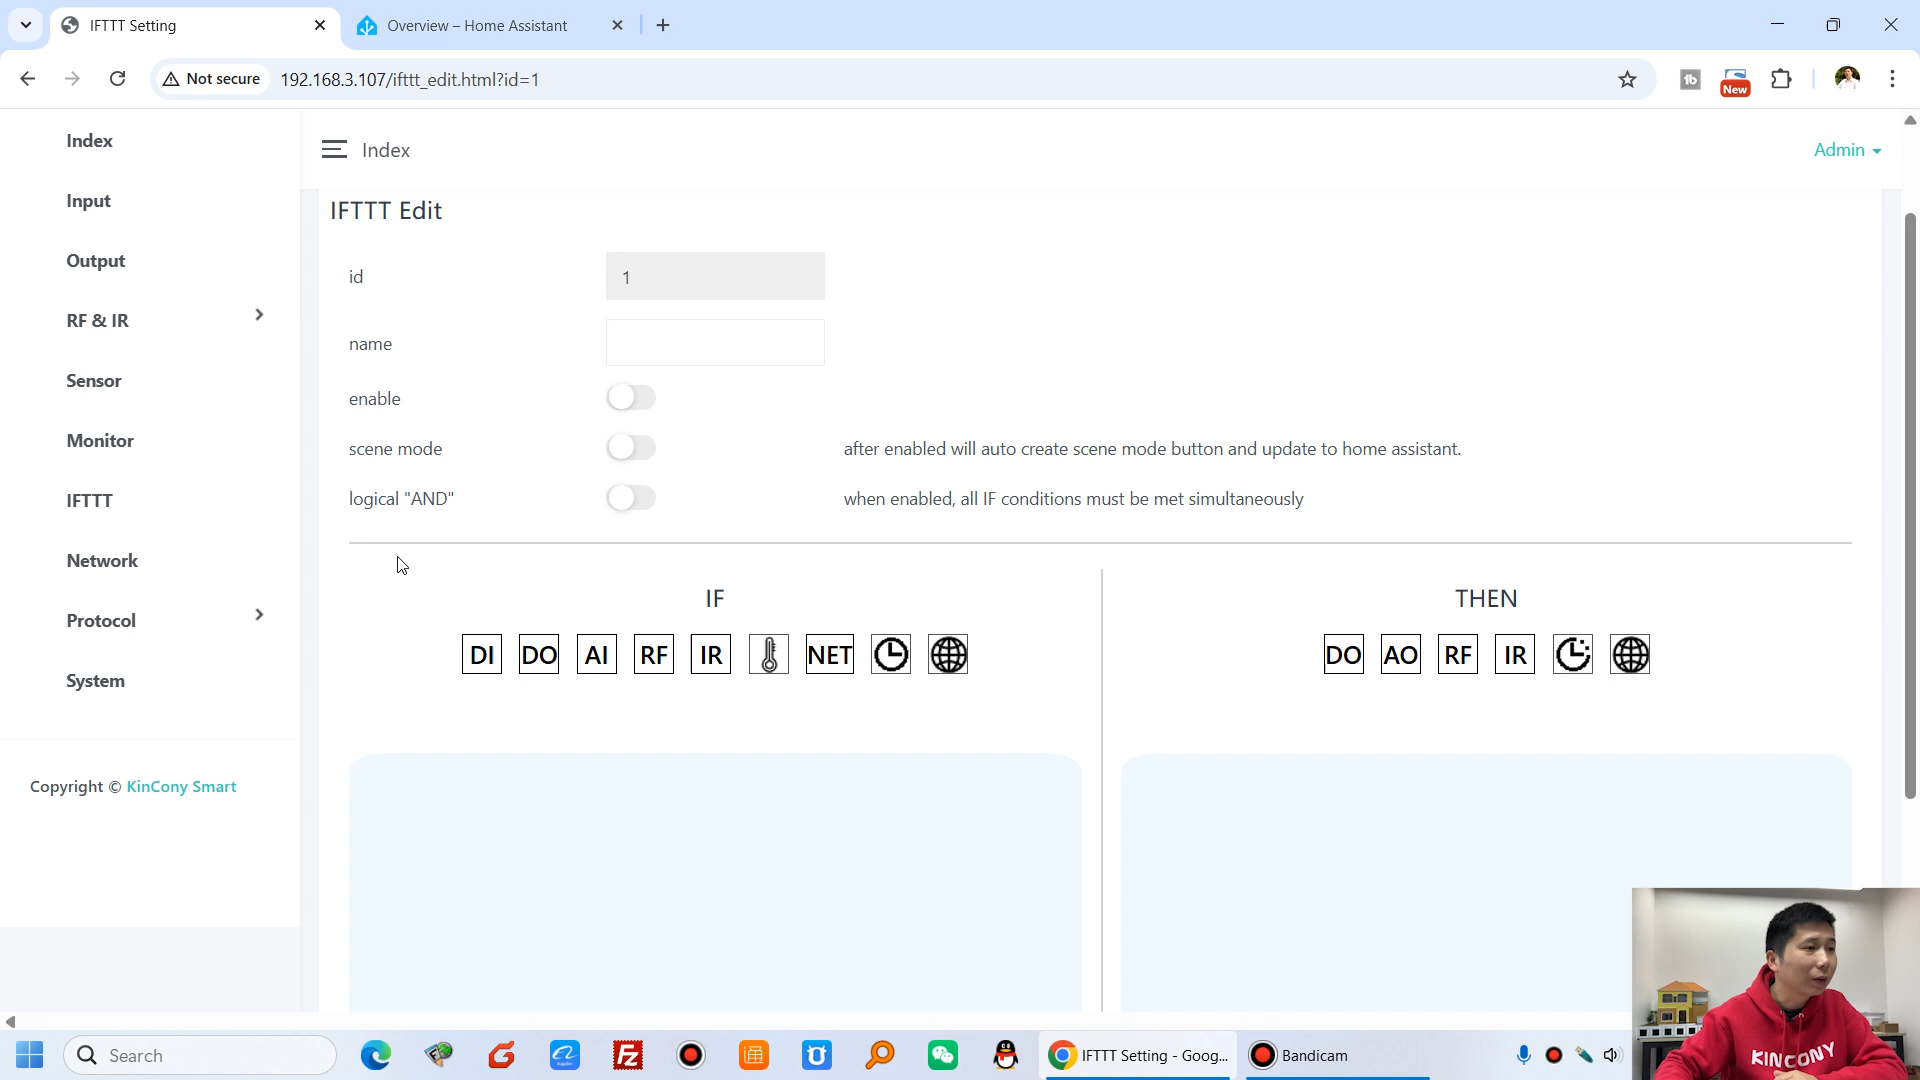 IFTTT Setting
Overview – Home Assistant
Not secure
192.168.3.107/ifttt_edit.html?id=1
New
Index
Input
Output
RF & IR
Sensor
Monitor
IFTTT
Network
Protocol
System
Copyright © KinCony Smart
Index
Admin
IFTTT Edit
id
1
name
enable
scene mode
after enabled will auto create scene mode button and update to home assistant.
logical "AND"
when enabled, all IF conditions must be met simultaneously
IF
DI DO AI RF IR NET
THEN
DO AO RF IR
Search
IFTTT Setting - Goog...
Bandicam
KINCONY